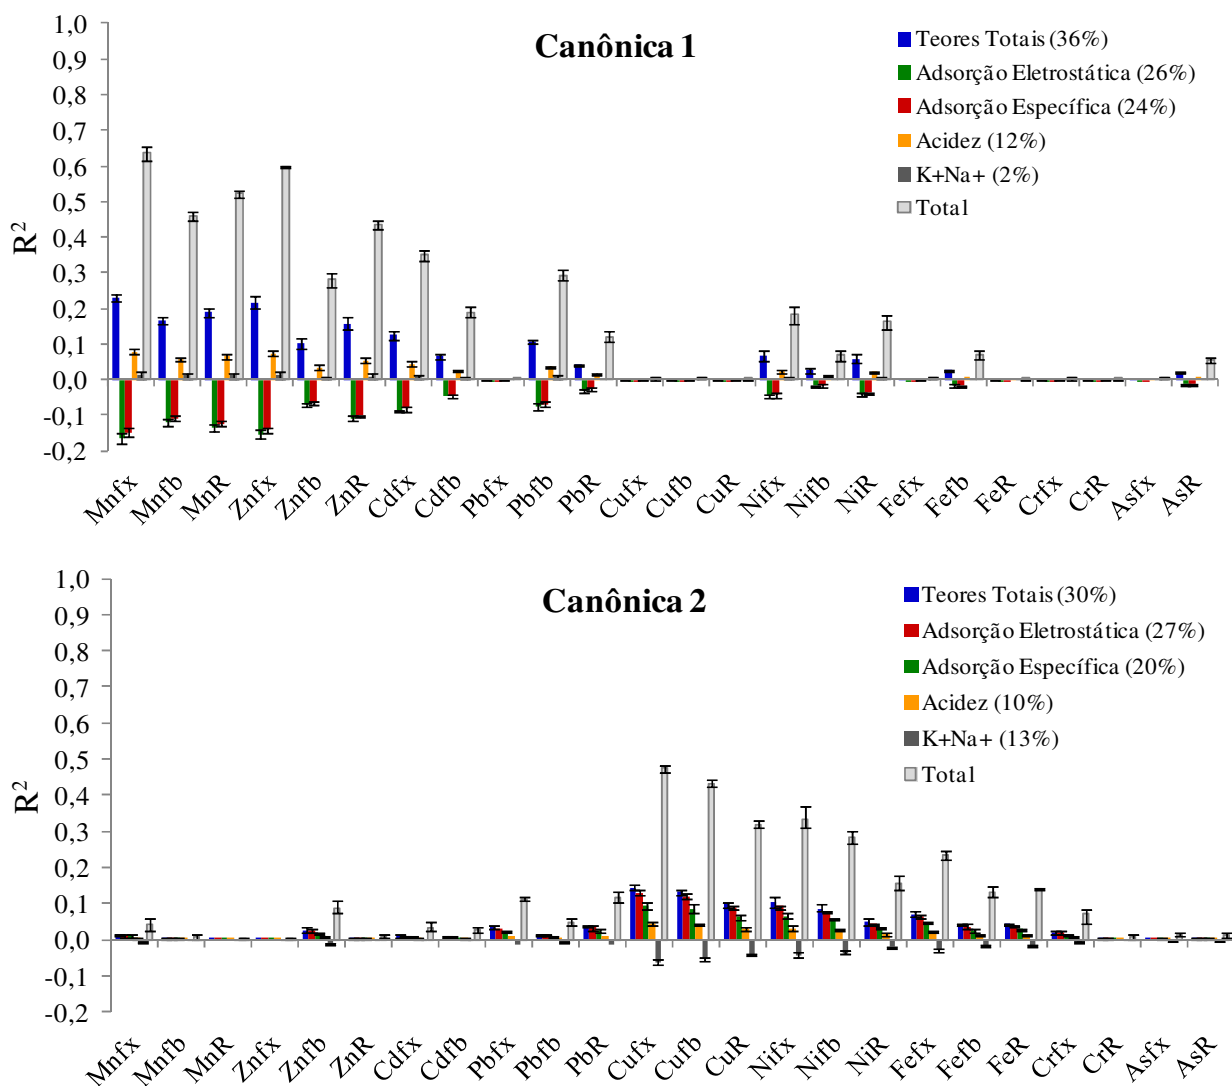 Canônica 1
Teores Totais (36%)
Adsorção Eletrostática (26%)
Adsorção Específica (24%)
Acidez (12%)
K+Na+ (2%)
Total
R²
1,0
0,9
0,8
0,7
0,6
0,5
0,4
0,3
0,2
0,1
0,0
-0,1
-0,2
Mnfx
Mnfb
MnR
Znfx
Znfb
ZnR
Cdfx
Cdfb
Pbfx
Pbfb
PbR
Cufx
Cufb
CuR
Nifx
Nifb
NiR
Fefx
Fefb
FeR
Crfx
CrR
Asfx
AsR
Canônica 2
Teores Totais (30%)
Adsorção Eletrostática (27%)
Adsorção Específica (20%)
Acidez (10%)
K+Na+ (13%)
Total
R²
1,0
0,9
0,8
0,7
0,6
0,5
0,4
0,3
0,2
0,1
0,0
-0,1
-0,2
Mnfx
Mnfb
MnR
Znfx
Znfb
ZnR
Cdfx
Cdfb
Pbfx
Pbfb
PbR
Cufx
Cufb
CuR
Nifx
Nifb
NiR
Fefx
Fefb
FeR
Crfx
CrR
Asfx
AsR